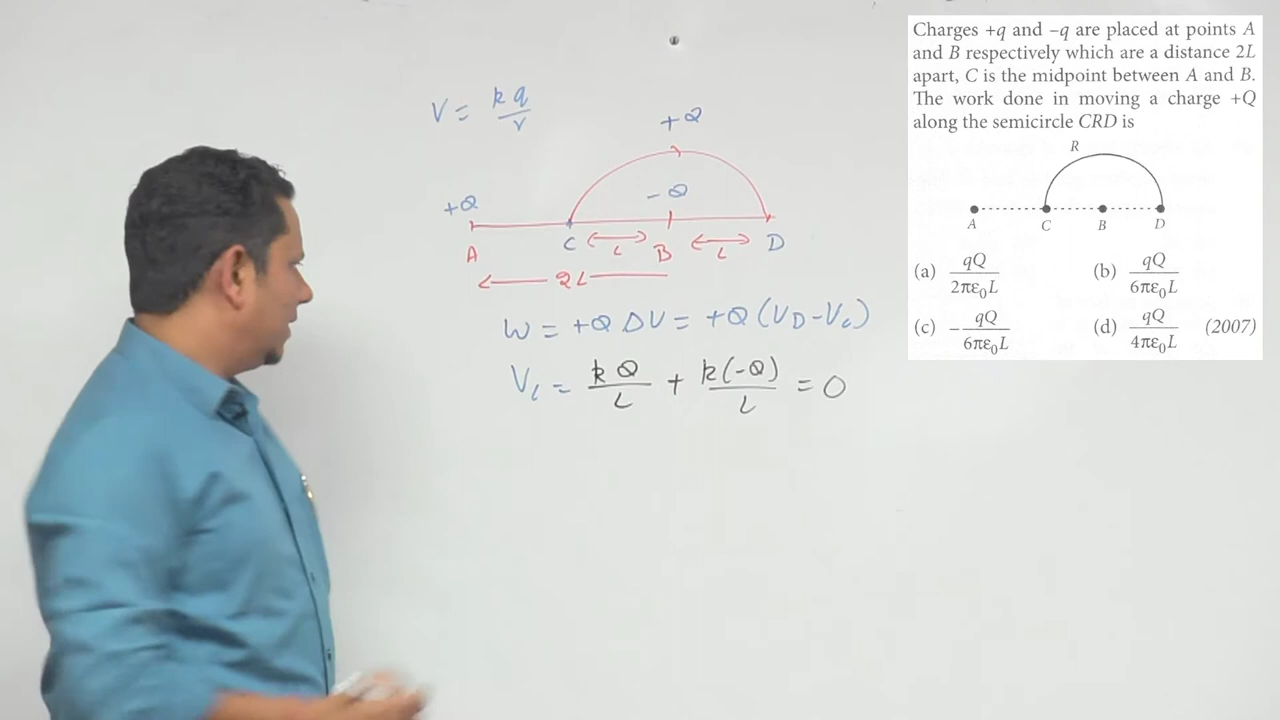 V = kq/r
+Q
+Q
-Q
A
C
L
B
L
D
2L
W = +Q ΔV = +Q (V_D - V_C)
V_C = kQ/L + k(-Q)/L = 0
Charges +q and –q are placed at points A
and B respectively which are a distance 2L
apart, C is the midpoint between A and B.
The work done in moving a charge +Q
along the semicircle CRD is
R
A C B D
(a) qQ/2πε₀L (b) qQ/6πε₀L
(c) –qQ/6πε₀L (d) qQ/4πε₀L (2007)